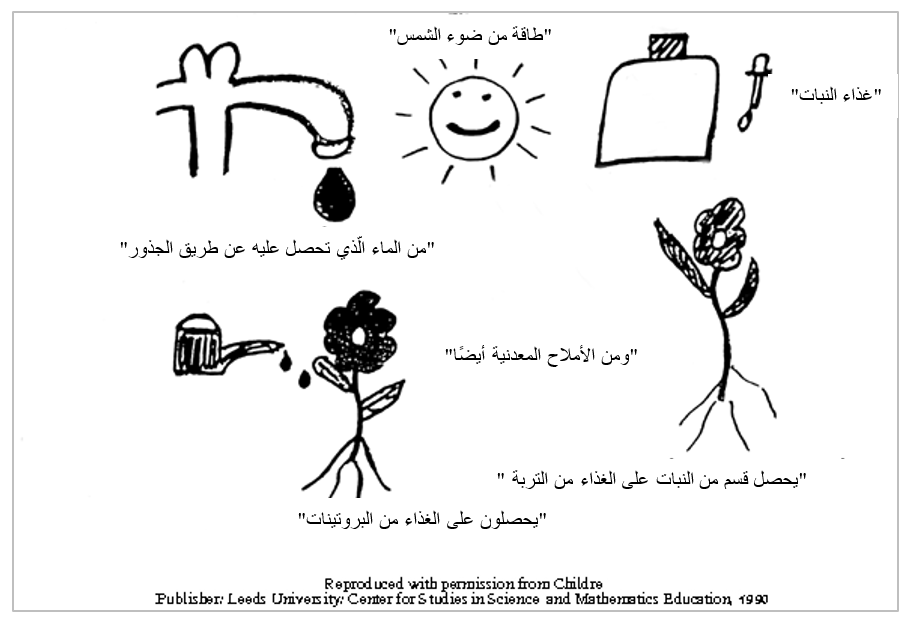 "طاقة من ضوء الشمس"
"غذاء النبات"
"من الماء الّذي تحصل عليه عن طريق الجذور"
"ومن الأملاح المعدنية أيضًا"
"يحصل قسم من النبات على الغذاء من التربة "
"يحصلون على الغذاء من البروتينات"
Reproduced with permission from Childre
Publisher: Leeds University: Center for Studies in Science and Mathematics Education, 1990